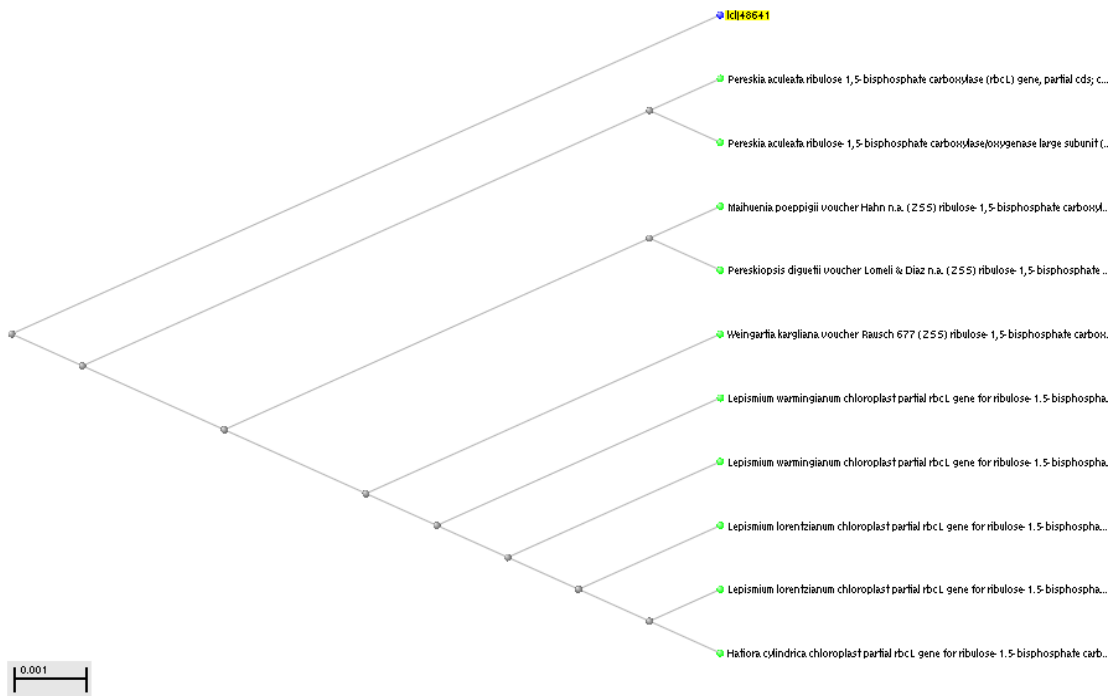 lcl|48641
Pereskia aculeata ribulose 1,5-bisphosphate carboxylase (rbcL) gene, partial cds; c...
Pereskia aculeata ribulose-1,5-bisphosphate carboxylase/oxygenase large subunit (...
Maihuenia poeppigii voucher Hahn n.a. (ZSS) ribulose-1,5-bisphosphate carboxyl...
Pereskiopsis diguetii voucher Lomeli & Diaz n.a. (ZSS) ribulose-1,5-bisphosphate ...
Weingartia kargliana voucher Rausch 677 (ZSS) ribulose-1,5-bisphosphate carbox...
Lepismium warmingianum chloroplast partial rbcL gene for ribulose-1.5-bisphospha...
Lepismium warmingianum chloroplast partial rbcL gene for ribulose-1.5-bisphospha...
Lepismium lorentzianum chloroplast partial rbcL gene for ribulose-1.5-bisphospha...
Lepismium lorentzianum chloroplast partial rbcL gene for ribulose-1.5-bisphospha...
Hatiora cylindrica chloroplast partial rbcL gene for ribulose-1.5-bisphosphate carb...
0.001